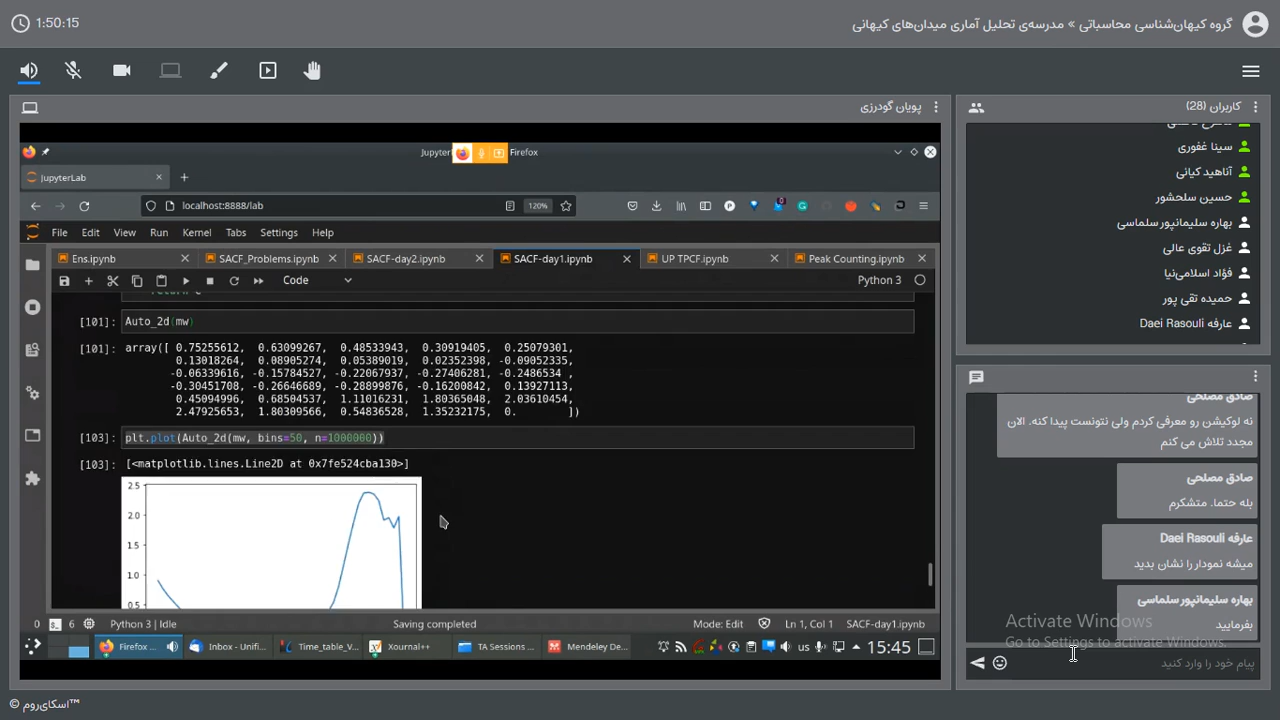 1:50:15
گروه کیهان‌شناسی محاسباتی » مدرسه‌ی تحلیل آماری میدان‌های کیهانی
پویان گودرزی
Jupyter
Firefox
JupyterLab
localhost:8888/lab
120%
File Edit View Run Kernel Tabs Settings Help
Ens.ipynb
SACF_Problems.ipynb
SACF-day2.ipynb
SACF-day1.ipynb
UP TPCF.ipynb
Peak Counting.ipynb
Code
Python 3
[101]: Auto_2d(mw)
[101]: array([ 0.75255612, 0.63099267, 0.48533943, 0.30919405, 0.25079301,
0.13018264, 0.08905274, 0.05389019, 0.02352398, -0.09052335,
-0.06339616, -0.15784527, -0.22067937, -0.27406281, -0.2486534 ,
-0.30451708, -0.26646689, -0.28899876, -0.16200842, 0.13927113,
0.45094996, 0.68504537, 1.11016231, 1.80365048, 2.03610454,
2.47925653, 1.80309566, 0.54836528, 1.35232175, 0. ])
[103]: plt.plot(Auto_2d(mw, bins=50, n=1000000))
[103]: [<matplotlib.lines.Line2D at 0x7fe524cba130>]
2.5
2.0
1.5
1.0
0.5
0
6
Python 3 | Idle
Saving completed
Mode: Edit
Ln 1, Col 1
SACF-day1.ipynb
Firefox ...
Inbox - Unifi...
Time_table_V...
Xournal++
TA Sessions ...
Mendeley De...
us
15:45
کاربران (28)
سینا غفوری
آناهید کیانی
حسین سلحشور
بهاره سلیمانپور سلماسی
غزل تقوی عالی
فؤاد اسلامی‌نیا
حمیده تقی پور
عارفه Daei Rasouli
صادق مصلحی
نه لوکیشن رو معرفی کردم ولی نتونست پیدا کنه. الان
مجدد تلاش می کنم
صادق مصلحی
بله حتما. متشکرم
عارفه Daei Rasouli
میشه نمودار را نشان بدید
بهاره سلیمانپور سلماسی
بفرمایید
Activate Windows
Go to Settings to activate Windows.
پیام خود را وارد کنید
© اسکای‌روم™